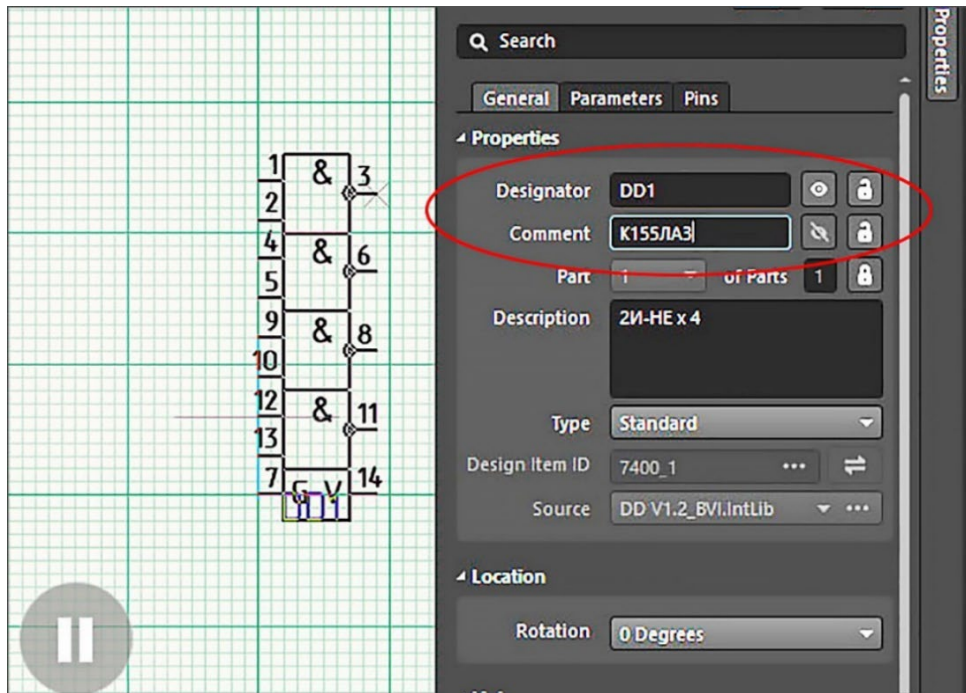 Properties
Search
General Parameters Pins
Properties
Designator DD1
Comment К155ЛА3
Part 1 of Parts 1
Description 2И-НЕ x 4
Type Standard
Design Item ID 7400_1 •••
Source DD V1.2_BVI.IntLib •••
Location
Rotation 0 Degrees
1 & 3
2
4 & 6
5
9 & 8
10
12 & 11
13
7 G V 14